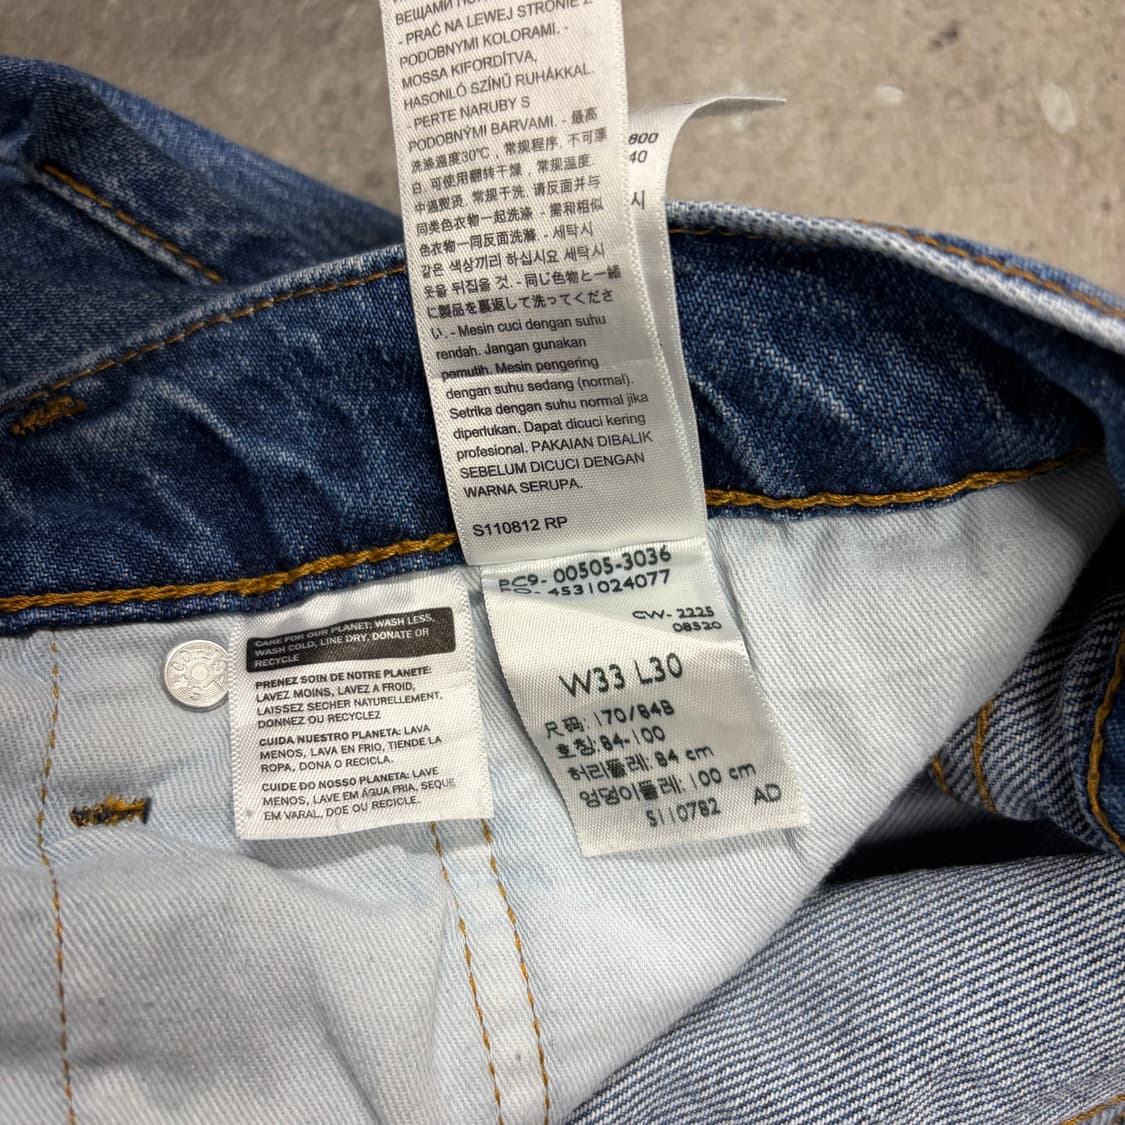 ВЕЩАМИ
- PRAĆ NA LEWEJ STRONIE Z
PODOBNYMI KOLORAMI. -
MOSSA KIFORDÍTVA,
HASONLÓ SZÍNŰ RUHÁKKAL.
- PERTE NARUBY S
PODOBNÝMI BARVAMI. - 最高
洗涤温度30℃，常规程序. 不可漂
白. 可使用翻转干燥，常规温度.
中温熨烫. 常规干洗. 请反面并与
同类色衣物一起洗涤 - 需和相似
色衣物一同反面洗滌. - 세탁시
같은 색상끼리 하십시요 세탁시
옷을 뒤집을 것. - 同じ色物と一緒
に製品を裏返して洗ってくださ
い. - Mesin cuci dengan suhu
rendah. Jangan gunakan
pemutih. Mesin pengering
dengan suhu sedang (normal).
Setrika dengan suhu normal jika
diperlukan. Dapat dicuci kering
profesional. PAKAIAN DIBALIK
SEBELUM DICUCI DENGAN
WARNA SERUPA.
S110812 RP
800
40
시
PC9- 00505-3036
PO- 4531024077
CW- 2225
08520
W33 L30
尺码: 170/84B
호칭: 84-100
허리둘레: 84 cm
엉덩이둘레: 100 cm
S110782 AD
CARE FOR OUR PLANET: WASH LESS,
WASH COLD, LINE DRY, DONATE OR
RECYCLE
PRENEZ SOIN DE NOTRE PLANETE:
LAVEZ MOINS, LAVEZ A FROID,
LAISSEZ SECHER NATURELLEMENT,
DONNEZ OU RECYCLEZ
CUIDA NUESTRO PLANETA: LAVA
MENOS, LAVA EN FRIO, TIENDE LA
ROPA, DONA O RECICLA.
CUIDE DO NOSSO PLANETA: LAVE
MENOS, LAVE EM ÁGUA FRIA, SEQUE
EM VARAL, DOE OU RECICLE.